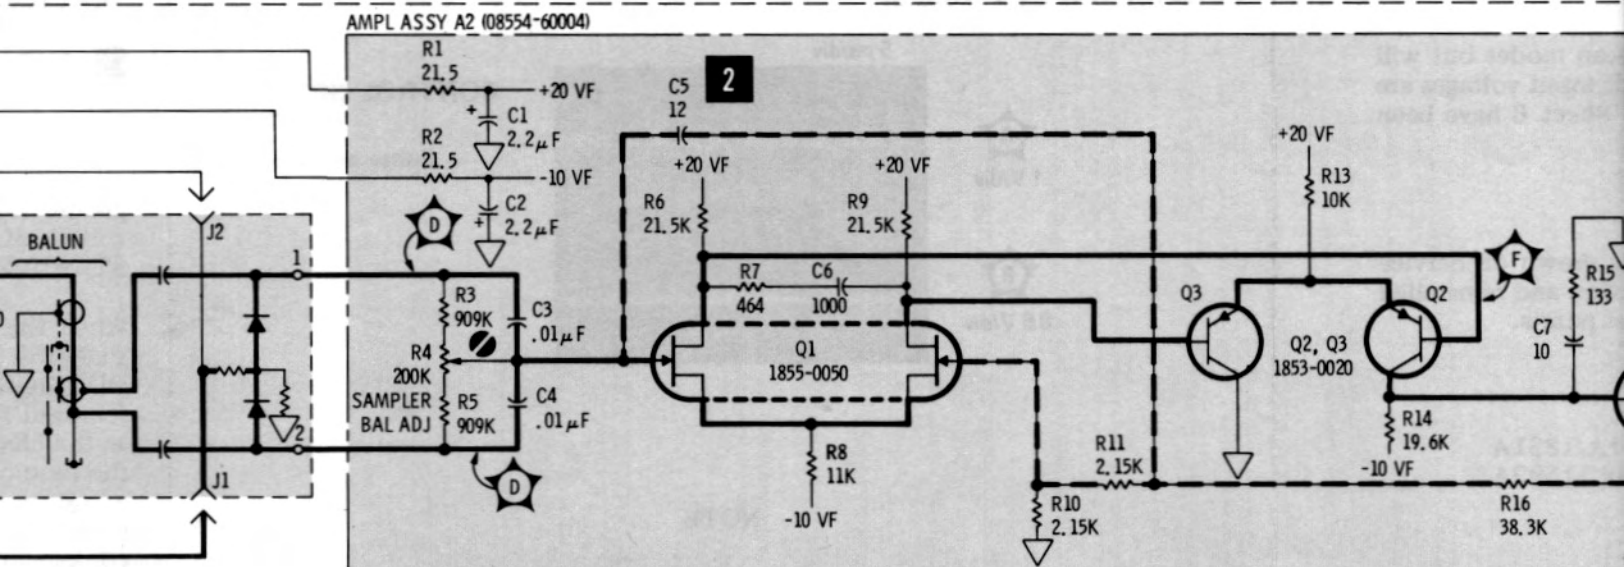 AMPL ASSY A2 (08554-60004)
R1
21.5
+20 VF
+
C1
2.2µF
R2
21.5
-10 VF
C2
+
2.2µF
D
2
C5
12
+20 VF
+20 VF
R6
21.5K
R9
21.5K
R7
464
C6
1000
+20 VF
R13
10K
F
BALUN
J2
1
R3
909K
C3
.01µF
R4
200K
SAMPLER
BAL ADJ
R5
909K
C4
.01µF
Q1
1855-0050
Q3
Q2
Q2, Q3
1853-0020
R15
133
C7
10
2
J1
D
R8
11K
-10 VF
R11
2.15K
R10
2.15K
R14
19.6K
-10 VF
R16
38.3K